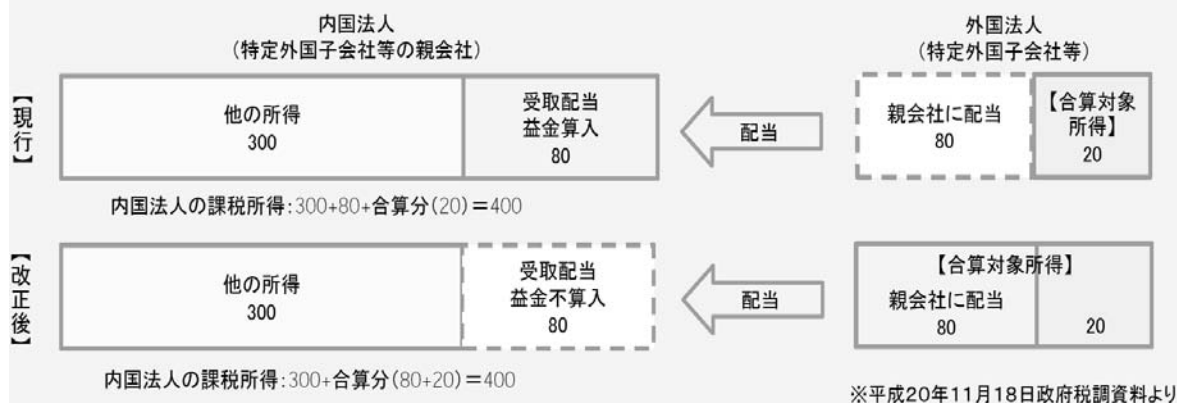 内国法人
（特定外国子会社等の親会社）
外国法人
（特定外国子会社等）
【現行】
他の所得
300
受取配当
益金算入
80
配当
親会社に配当
80
【合算対象
所得】
20
内国法人の課税所得：300+80+合算分(20)＝400
【改正後】
他の所得
300
受取配当
益金不算入
80
配当
【合算対象所得】
親会社に配当
80
20
内国法人の課税所得：300+合算分(80+20)＝400
※平成20年11月18日政府税調資料より